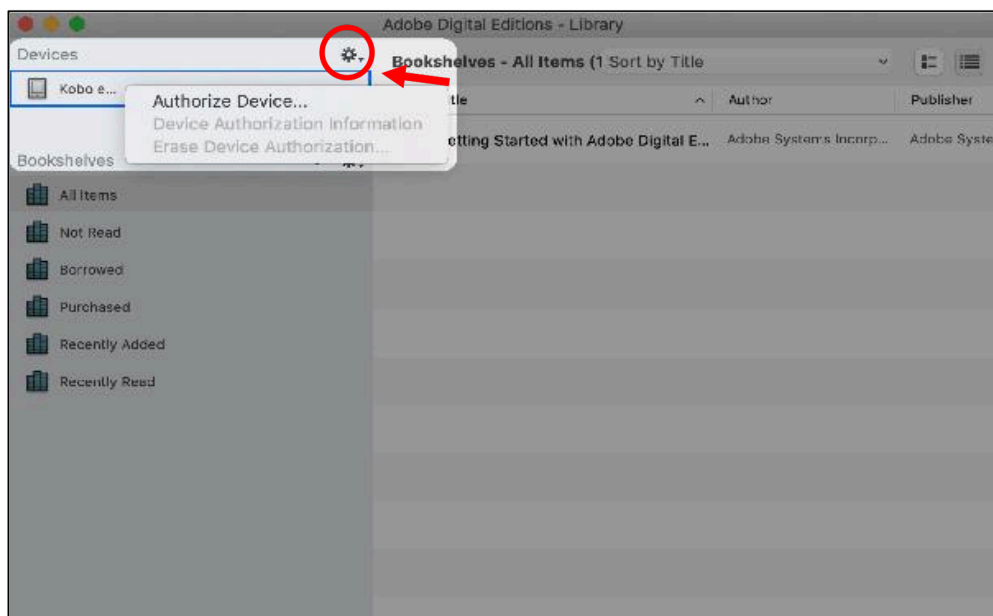 Adobe Digital Editions - Library
Devices
Bookshelves - All Items (1 Sort by Title
Kobo e...
tle Author Publisher
Authorize Device...
Device Authorization Information
Erase Device Authorization...
etting Started with Adobe Digital E... Adobe Systems Incorp... Adobe Syste
Bookshelves
All Items
Not Read
Borrowed
Purchased
Recently Added
Recently Read